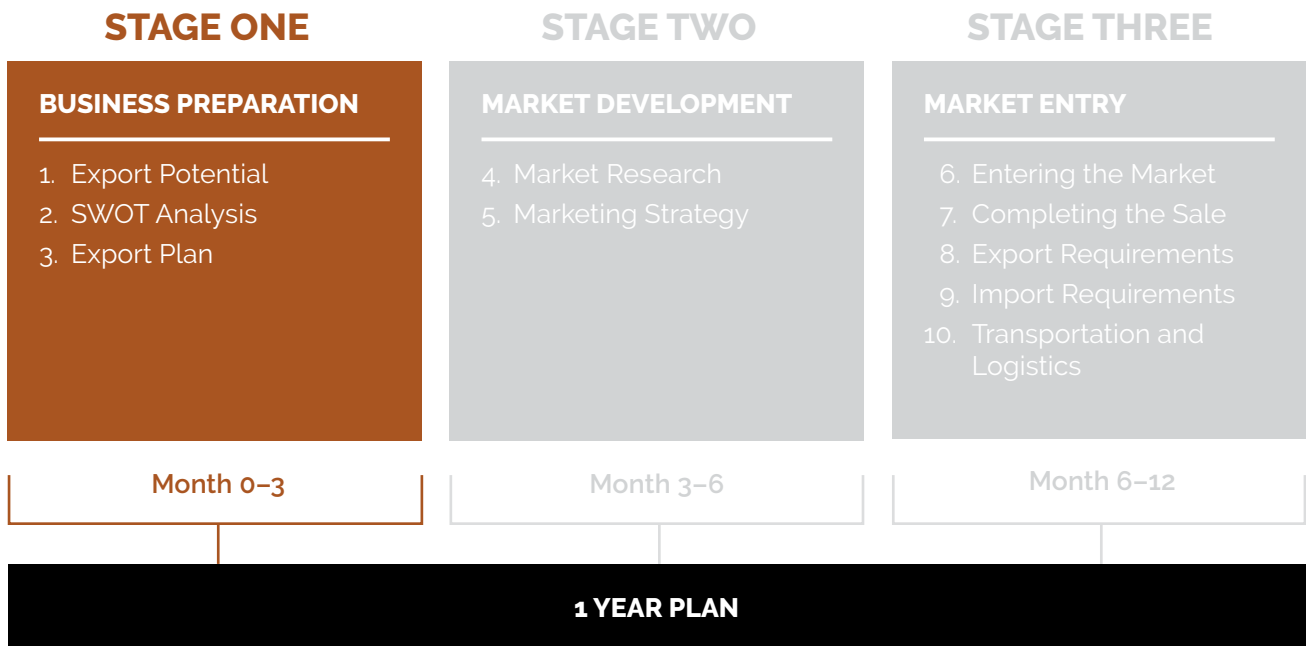 STAGE ONE
BUSINESS PREPARATION
1. Export Potential
2. SWOT Analysis
3. Export Plan
Month 0–3
STAGE TWO
MARKET DEVELOPMENT
4. Market Research
5. Marketing Strategy
Month 3–6
STAGE THREE
MARKET ENTRY
6. Entering the Market
7. Completing the Sale
8. Export Requirements
9. Import Requirements
10. Transportation and
Logistics
Month 6–12
1 YEAR PLAN